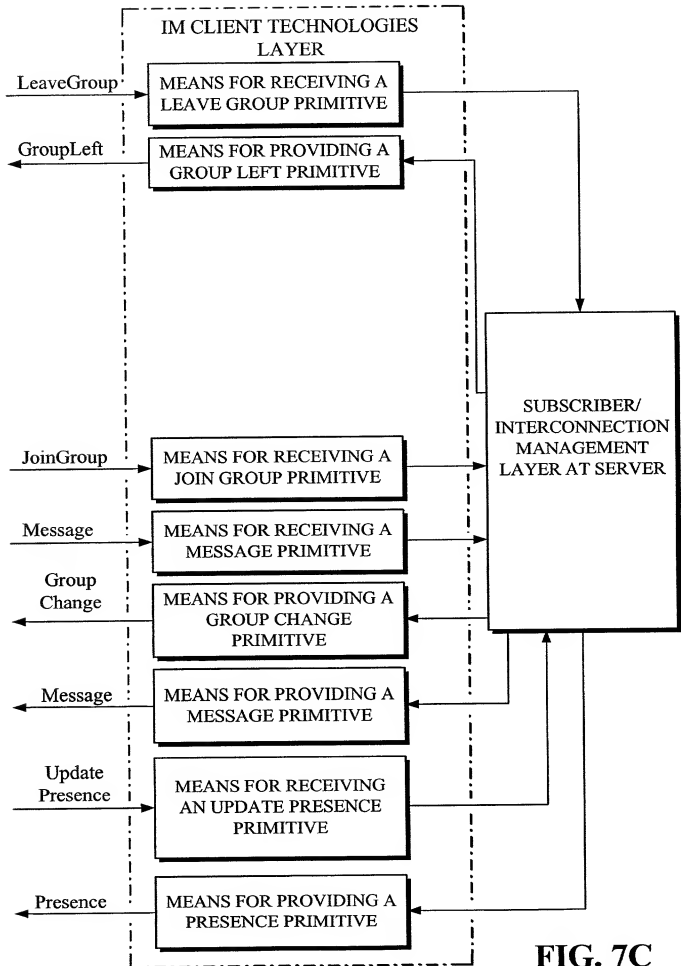 IM CLIENT TECHNOLOGIES
LAYER
LeaveGroup
MEANS FOR RECEIVING A
LEAVE GROUP PRIMITIVE
GroupLeft
MEANS FOR PROVIDING A
GROUP LEFT PRIMITIVE
SUBSCRIBER/
INTERCONNECTION
MANAGEMENT
LAYER AT SERVER
JoinGroup
MEANS FOR RECEIVING A
JOIN GROUP PRIMITIVE
Message
MEANS FOR RECEIVING A
MESSAGE PRIMITIVE
Group
Change
MEANS FOR PROVIDING A
GROUP CHANGE
PRIMITIVE
Message
MEANS FOR PROVIDING A
MESSAGE PRIMITIVE
Update
Presence
MEANS FOR RECEIVING
AN UPDATE PRESENCE
PRIMITIVE
Presence
MEANS FOR PROVIDING A
PRESENCE PRIMITIVE
FIG. 7C